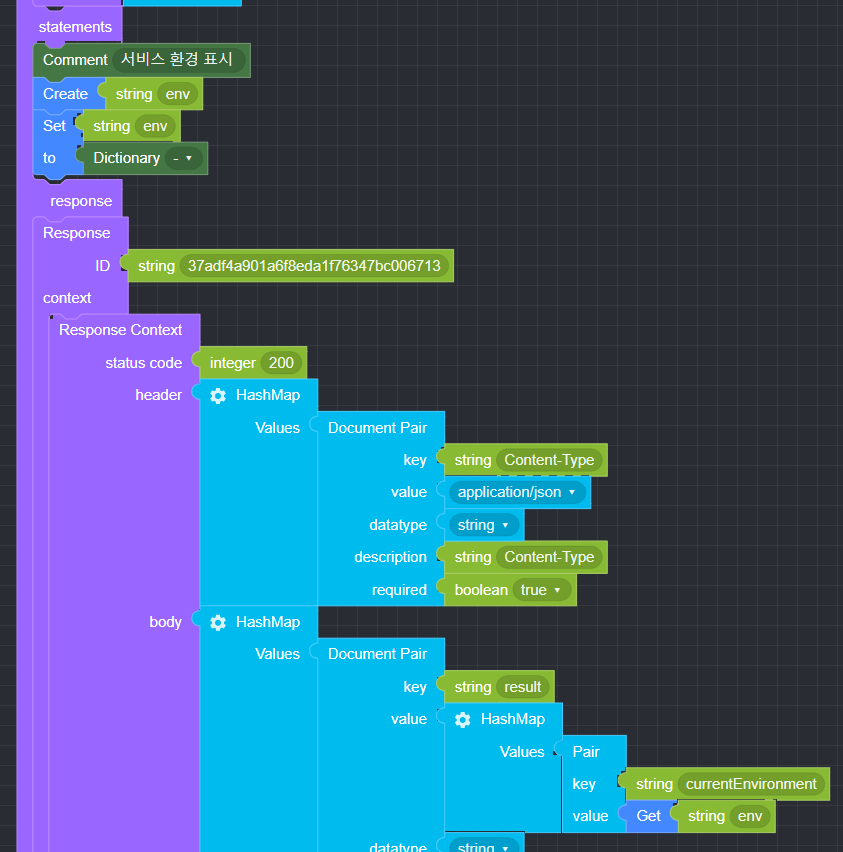 statements
Comment 서비스 환경 표시
Create string env
Set string env
to Dictionary -
response
Response
ID string 37adf4a901a6f8eda1f76347bc006713
context
Response Context
status code integer 200
header HashMap
Values Document Pair
key string Content-Type
value application/json
datatype string
description string Content-Type
required boolean true
body HashMap
Values Document Pair
key string result
value HashMap
Values Pair
key string currentEnvironment
value Get string env
datatype string